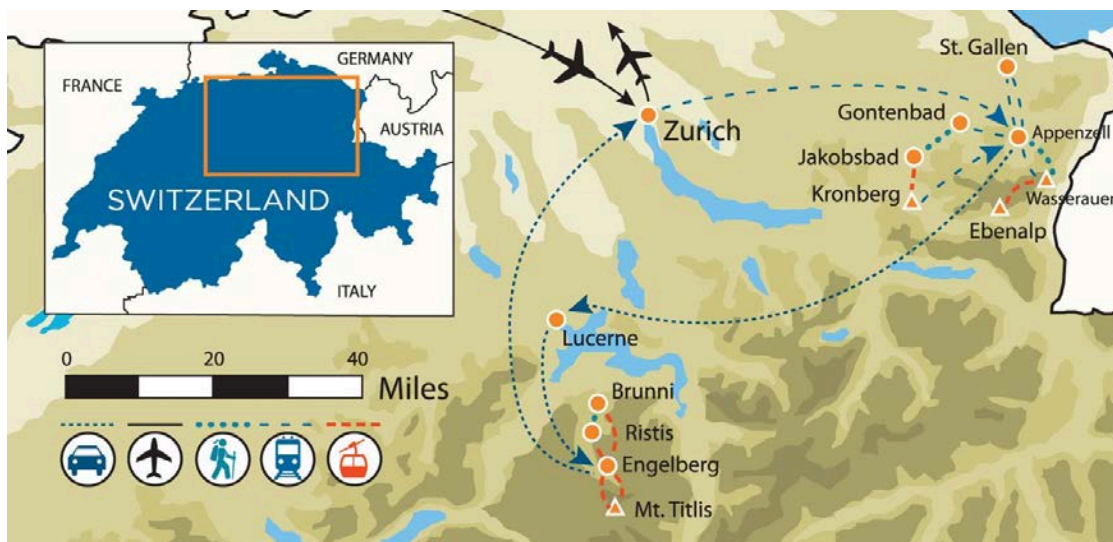 GERMANY
FRANCE
AUSTRIA
SWITZERLAND
ITALY
St. Gallen
Gontenbad
Zurich
Appenzell
Jakobsbad
Kronberg
Wasserauen
Ebenalp
Lucerne
0 20 40
Miles
Brunni
Ristis
Engelberg
Mt. Titlis